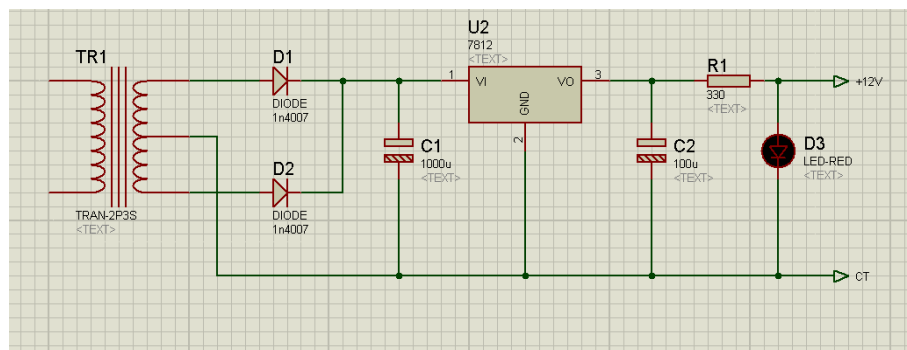 TR1
TRAN-2P3S
<TEXT>
D1
DIODE
1n4007
D2
DIODE
1n4007
C1
1000u
<TEXT>
U2
7812
<TEXT>
1
VI
VO
3
GND
2
C2
100u
<TEXT>
R1
330
<TEXT>
D3
LED-RED
<TEXT>
+12V
CT